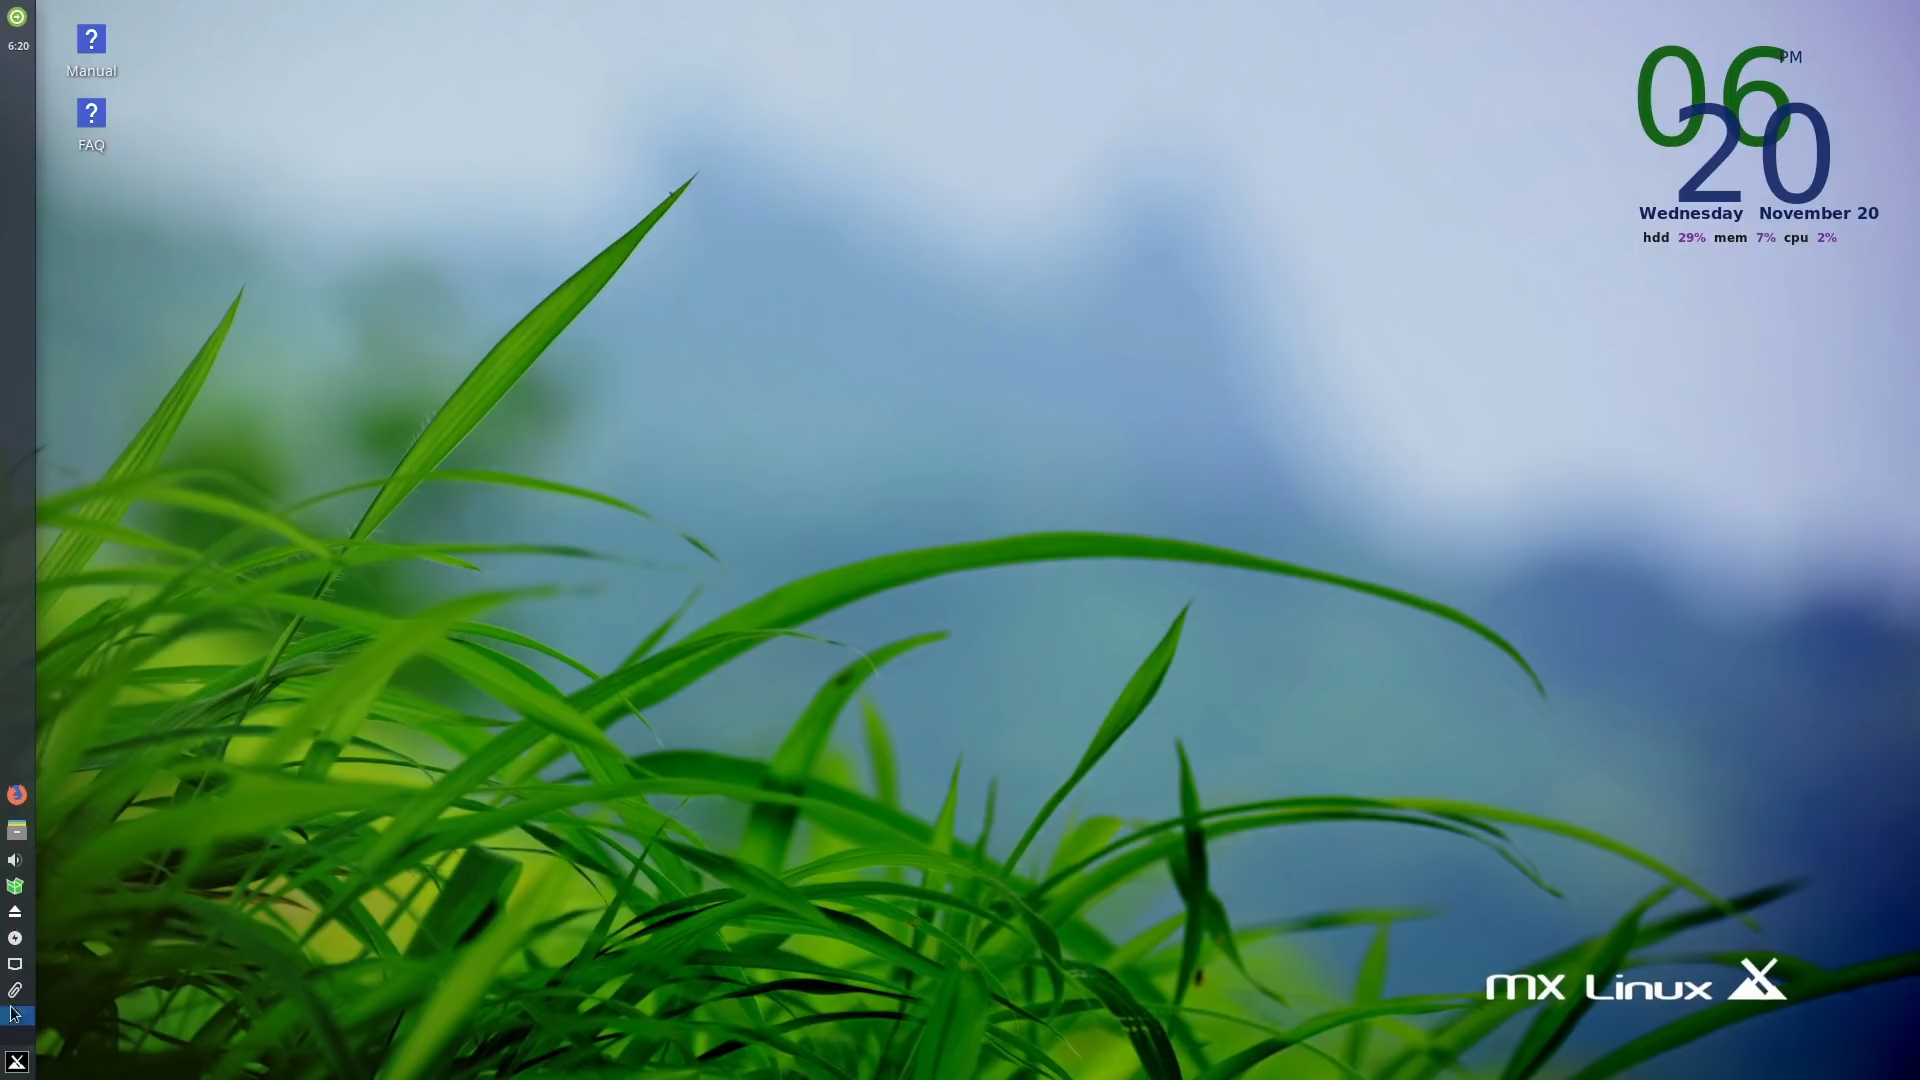 6:20
Manual
FAQ
06
PM
20
Wednesday November 20
hdd 29% mem 7% cpu 2%
mx Linux